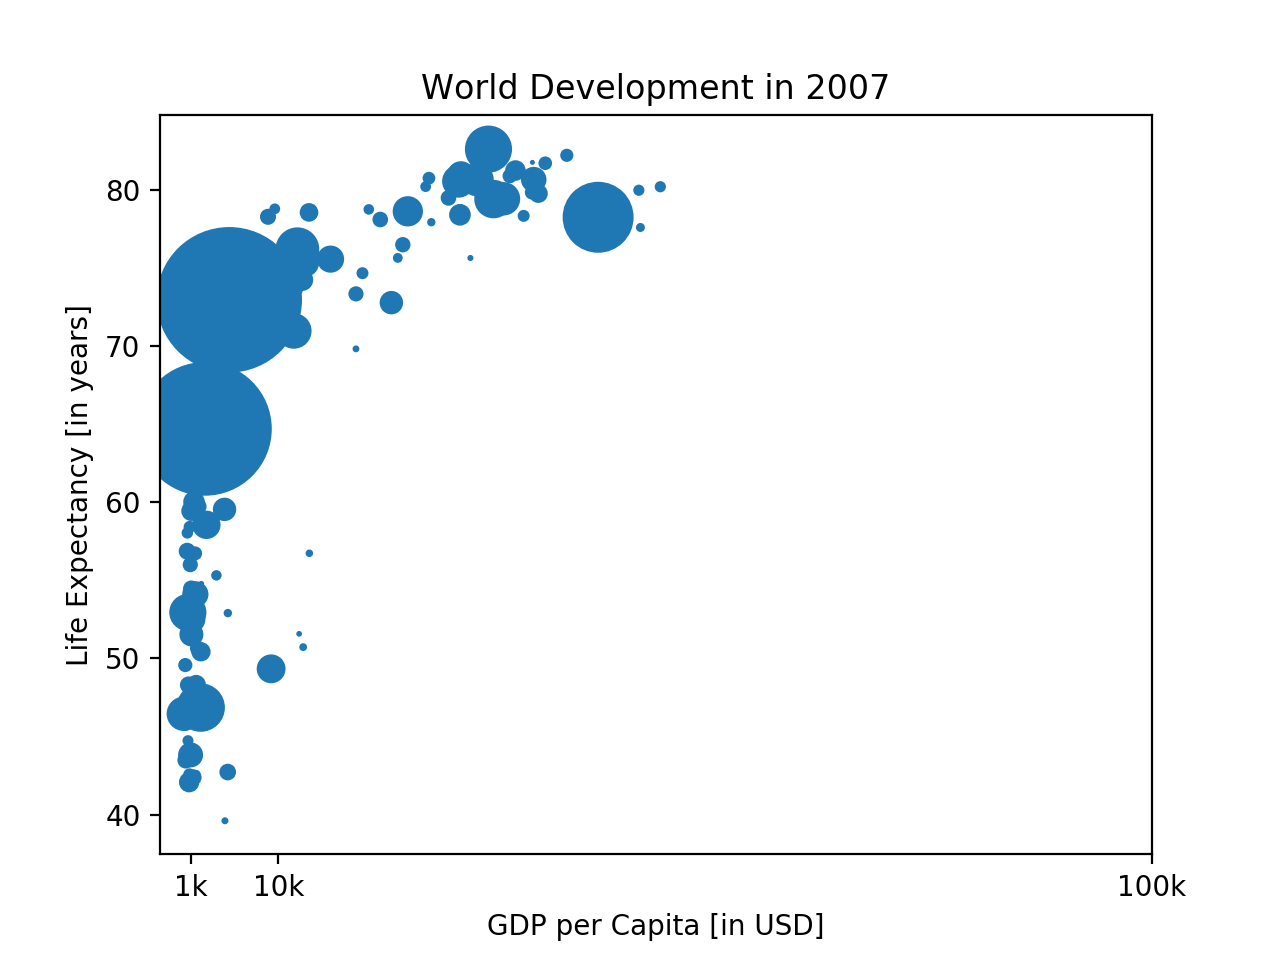 World Development in 2007
Life Expectancy [in years]
80
70
60
50
40
1k 10k 100k
GDP per Capita [in USD]